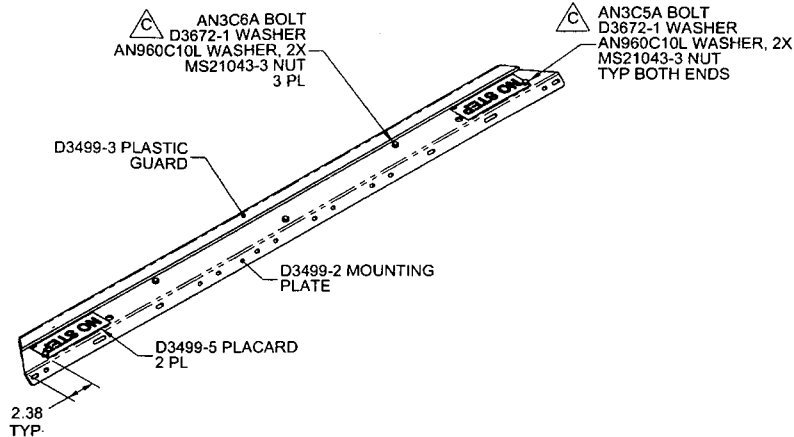 C
AN3C6A BOLT
D3672-1 WASHER
AN960C10L WASHER, 2X
MS21043-3 NUT
3 PL
C
AN3C5A BOLT
D3672-1 WASHER
AN960C10L WASHER, 2X
MS21043-3 NUT
TYP BOTH ENDS
NO STEP
D3499-3 PLASTIC
GUARD
D3499-2 MOUNTING
PLATE
NO STEP
D3499-5 PLACARD
2 PL
2.38
TYP